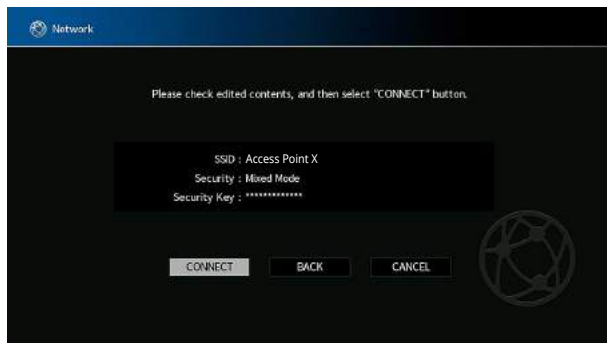 Network
Please check edited contents, and then select "CONNECT" button.
SSID : Access Point X
Security : Mixed Mode
Security Key : *************
CONNECT BACK CANCEL